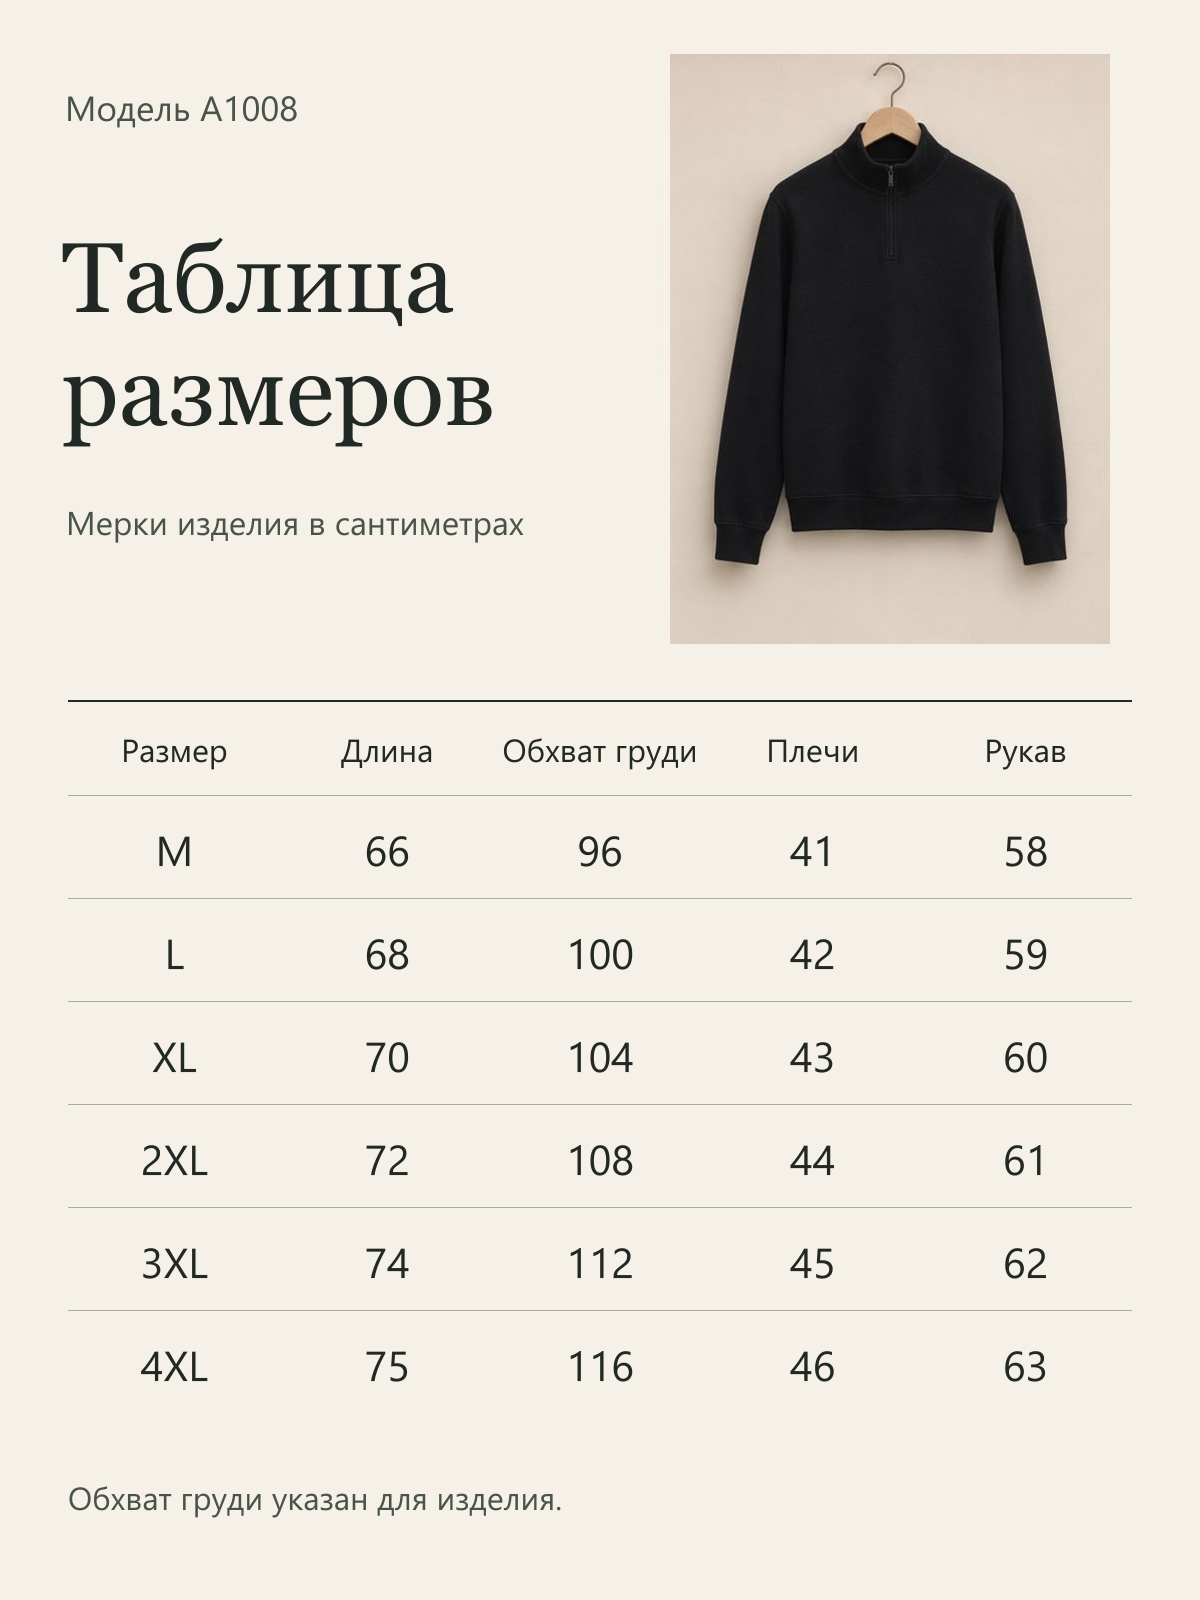 Модель A1008
Таблица
размеров
Мерки изделия в сантиметрах
Размер Длина Обхват груди Плечи Рукав
M 66 96 41 58
L 68 100 42 59
XL 70 104 43 60
2XL 72 108 44 61
3XL 74 112 45 62
4XL 75 116 46 63
Обхват груди указан для изделия.